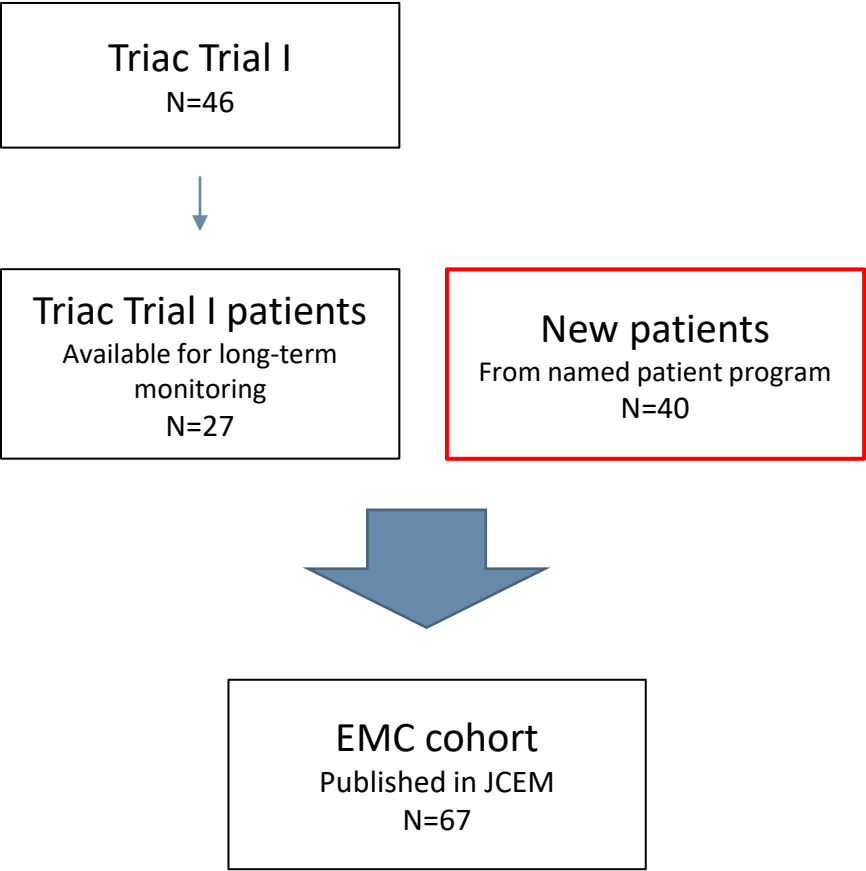 Triac Trial I
N=46
Triac Trial I patients
Available for long-term
monitoring
N=27
New patients
From named patient program
N=40
EMC cohort
Published in JCEM
N=67